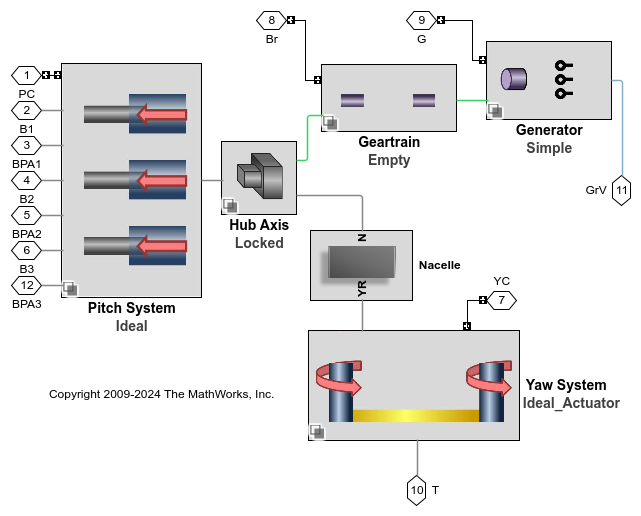 1
PC
2
B1
3
BPA1
4
B2
5
BPA2
6
B3
12
BPA3
Pitch System
Ideal
Hub Axis
Locked
8
Br
Geartrain
Empty
9
G
Generator
Simple
GrV 11
N
YR
Nacelle
YC
7
Yaw System
Ideal_Actuator
10 T
Copyright 2009-2024 The MathWorks, Inc.